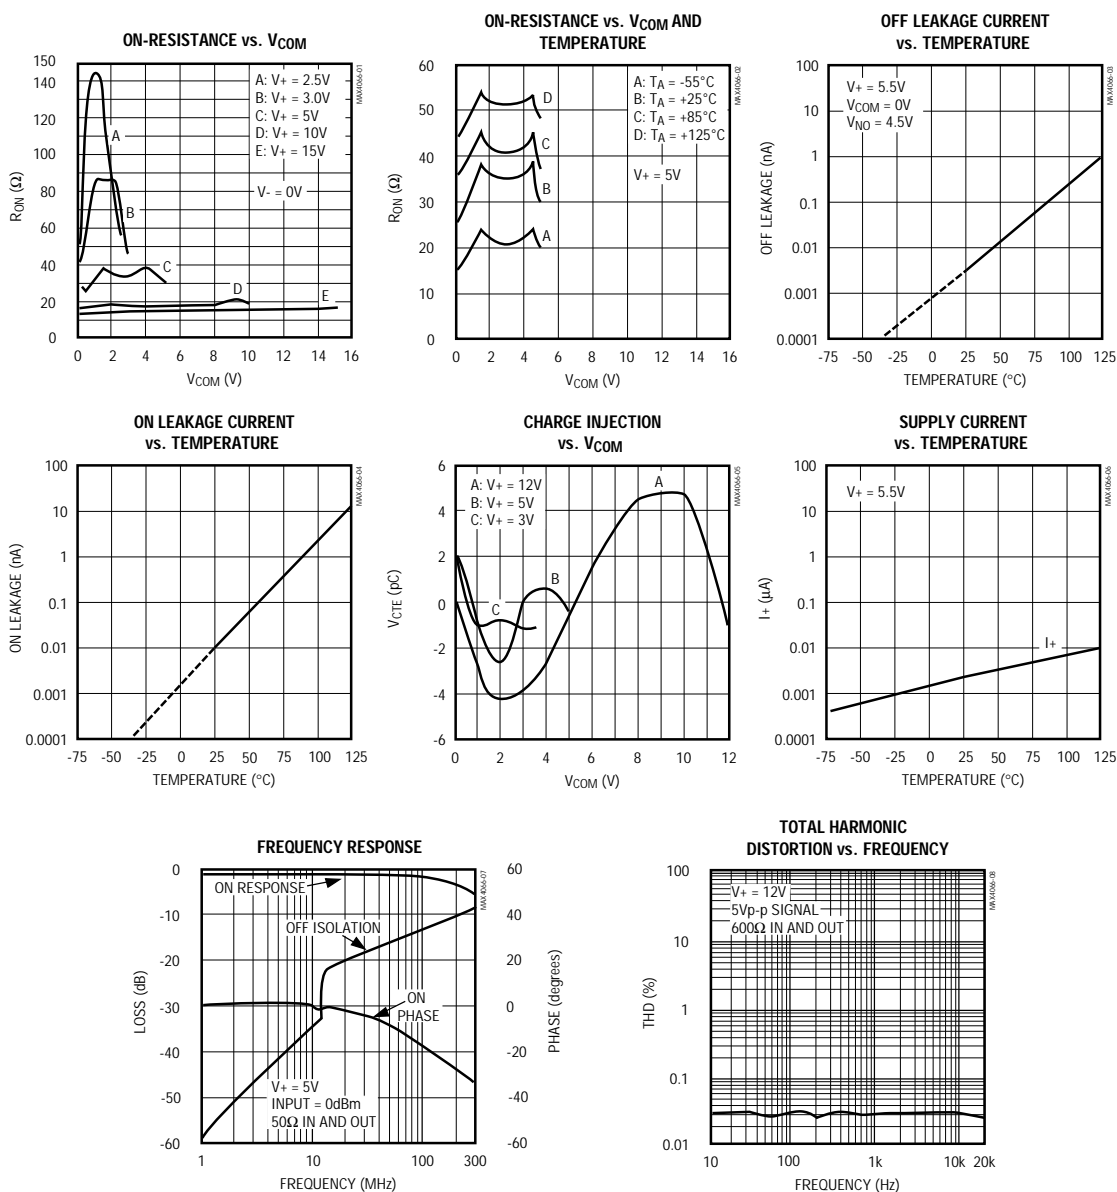 ON-RESISTANCE vs. VCOM
150
140
120
100
80
60
40
20
0
RON (Ω)
0 2 4 6 8 10 12 14 16
VCOM (V)
A: V+ = 2.5V
B: V+ = 3.0V
C: V+ = 5V
D: V+ = 10V
E: V+ = 15V
V- = 0V
A
B
C
D
E
MAX4066-01
ON-RESISTANCE vs. VCOM AND
TEMPERATURE
60
50
40
30
20
10
0
RON (Ω)
0 2 4 6 8 10 12 14 16
VCOM (V)
A: TA = -55°C
B: TA = +25°C
C: TA = +85°C
D: TA = +125°C
V+ = 5V
D
C
B
A
MAX4066-02
OFF LEAKAGE CURRENT
vs. TEMPERATURE
100
10
1
0.1
0.01
0.001
0.0001
OFF LEAKAGE (nA)
-75 -50 -25 0 25 50 75 100 125
TEMPERATURE (°C)
V+ = 5.5V
VCOM = 0V
VNO = 4.5V
MAX4066-03
ON LEAKAGE CURRENT
vs. TEMPERATURE
100
10
1
0.1
0.01
0.001
0.0001
ON LEAKAGE (nA)
-75 -50 -25 0 25 50 75 100 125
TEMPERATURE (°C)
MAX4066-04
CHARGE INJECTION
vs. VCOM
6
4
2
0
-2
-4
-6
VCTE (pC)
0 2 4 6 8 10 12
VCOM (V)
A: V+ = 12V
B: V+ = 5V
C: V+ = 3V
A
B
C
MAX4066-05
SUPPLY CURRENT
vs. TEMPERATURE
100
10
1
0.1
0.01
0.001
0.0001
I+ (µA)
-75 -50 -25 0 25 50 75 100 125
TEMPERATURE (°C)
V+ = 5.5V
I+
MAX4066-06
FREQUENCY RESPONSE
0
-10
-20
-30
-40
-50
-60
LOSS (dB)
60
40
20
0
-20
-40
-60
PHASE (degrees)
1 10 100 300
FREQUENCY (MHz)
ON RESPONSE
OFF ISOLATION
ON
PHASE
V+ = 5V
INPUT = 0dBm
50Ω IN AND OUT
MAX4066-07
TOTAL HARMONIC
DISTORTION vs. FREQUENCY
100
10
1
0.1
0.01
THD (%)
10 100 1k 10k 20k
FREQUENCY (Hz)
V+ = 12V
5Vp-p SIGNAL
600Ω IN AND OUT
MAX4066-08